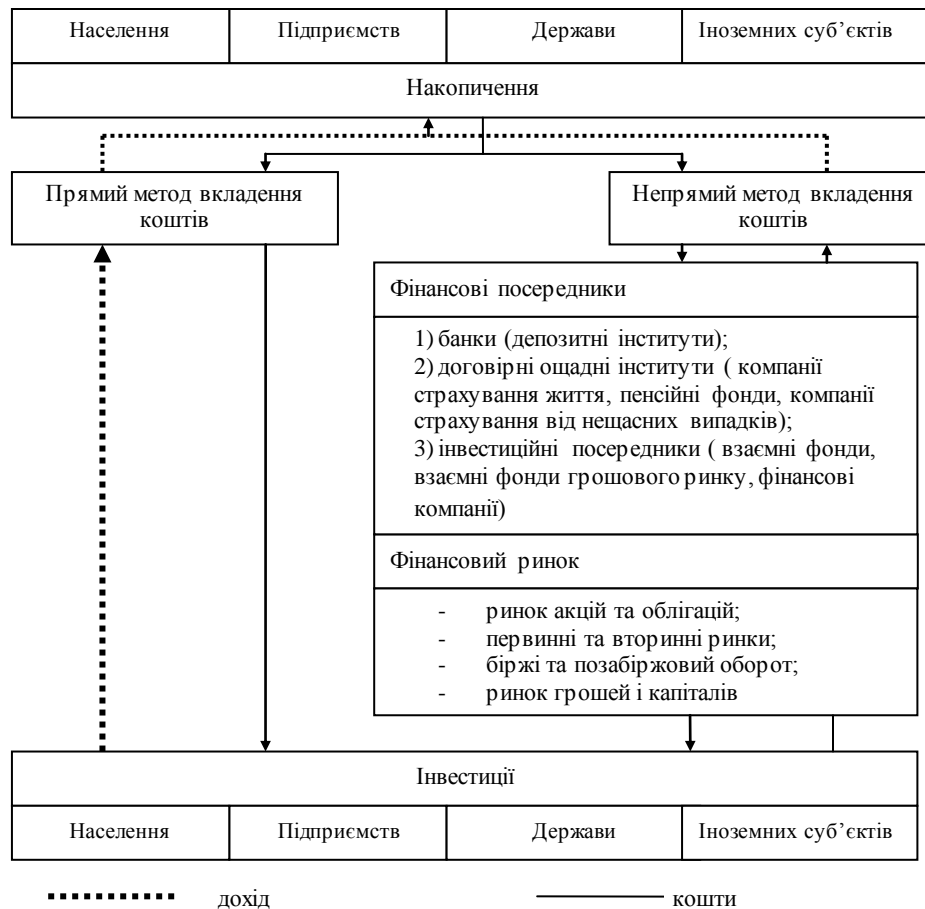 Населення
Підприємств
Держави
Іноземних суб’єктів
Накопичення
Прямий метод вкладення
коштів
Непрямий метод вкладення
коштів
Фінансові посередники
1) банки (депозитні інститути);
2) договірні ощадні інститути ( компанії
страхування життя, пенсійні фонди, компанії
страхування від нещасних випадків);
3) інвестиційні посередники ( взаємні фонди,
взаємні фонди грошового ринку, фінансові
компанії)
Фінансовий ринок
- ринок акцій та облігацій;
- первинні та вторинні ринки;
- біржі та позабіржовий оборот;
- ринок грошей і капіталів
Інвестиції
Населення
Підприємств
Держави
Іноземних суб’єктів
дохід
кошти